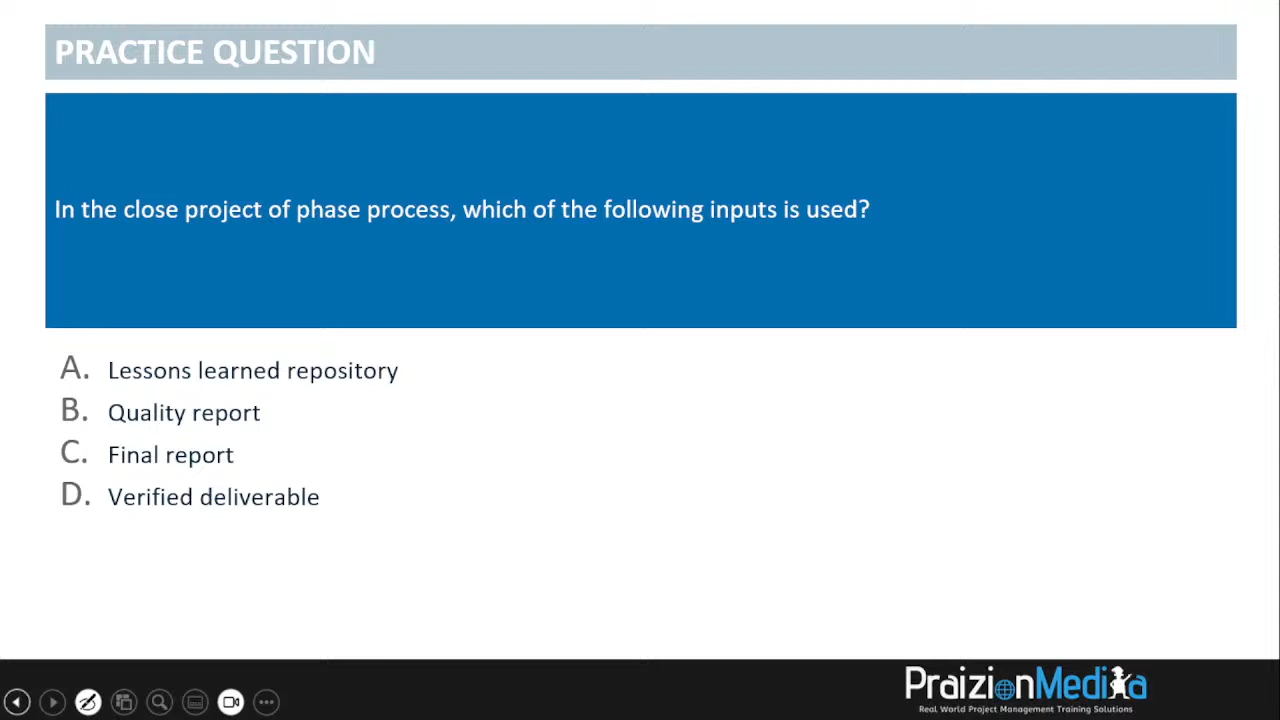 PRACTICE QUESTION
In the close project of phase process, which of the following inputs is used?
A. Lessons learned repository
B. Quality report
C. Final report
D. Verified deliverable
PraizionMedia
Real World Project Management Training Solutions